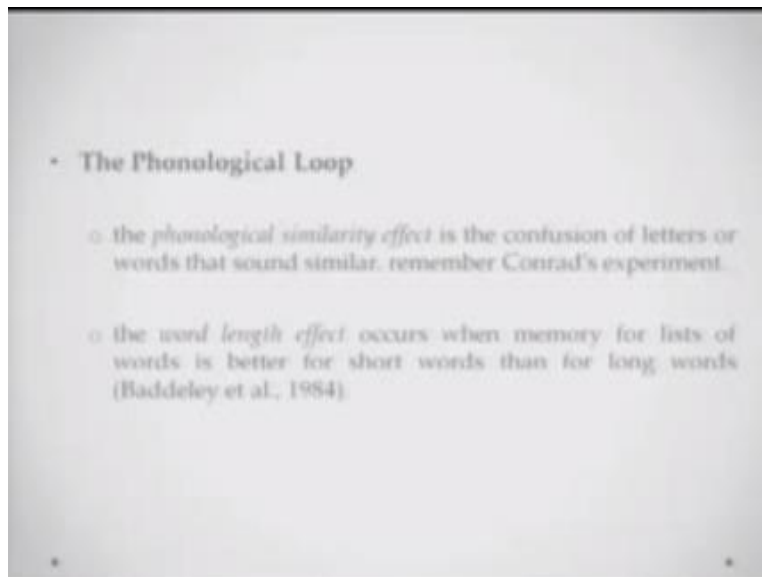 • The Phonological Loop
o the phonological similarity effect is the confusion of letters or
words that sound similar. remember Conrad's experiment.
o the word length effect occurs when memory for lists of
words is better for short words than for long words
(Baddeley et al., 1984).